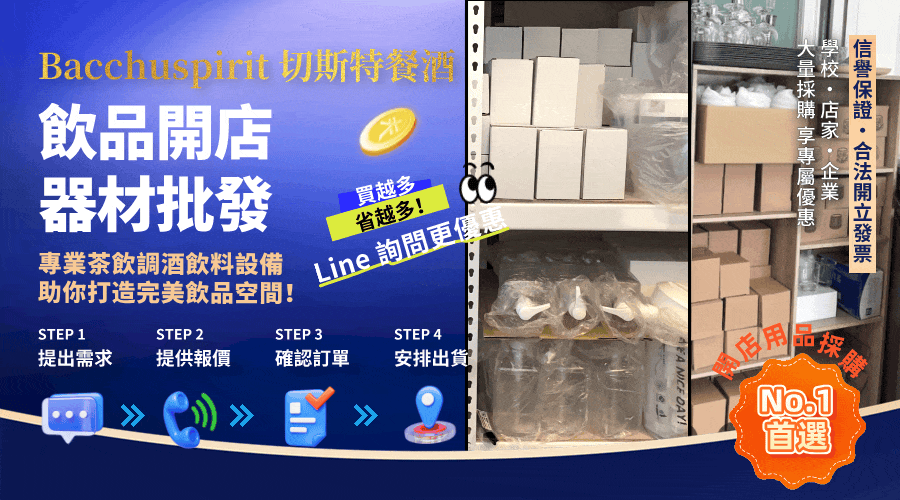 Bacchuspirit 切斯特餐酒
飲品開店
器材批發
買越多
省越多!
Line 詢問更優惠
專業茶飲調酒飲料設備
助你打造完美飲品空間!
STEP 1
提出需求
STEP 2
提供報價
STEP 3
確認訂單
STEP 4
安排出貨
信譽保證・合法開立發票
學校・店家・企業
大量採購 享專屬優惠
A NICE DAY!
開店用品採購
No.1
首選